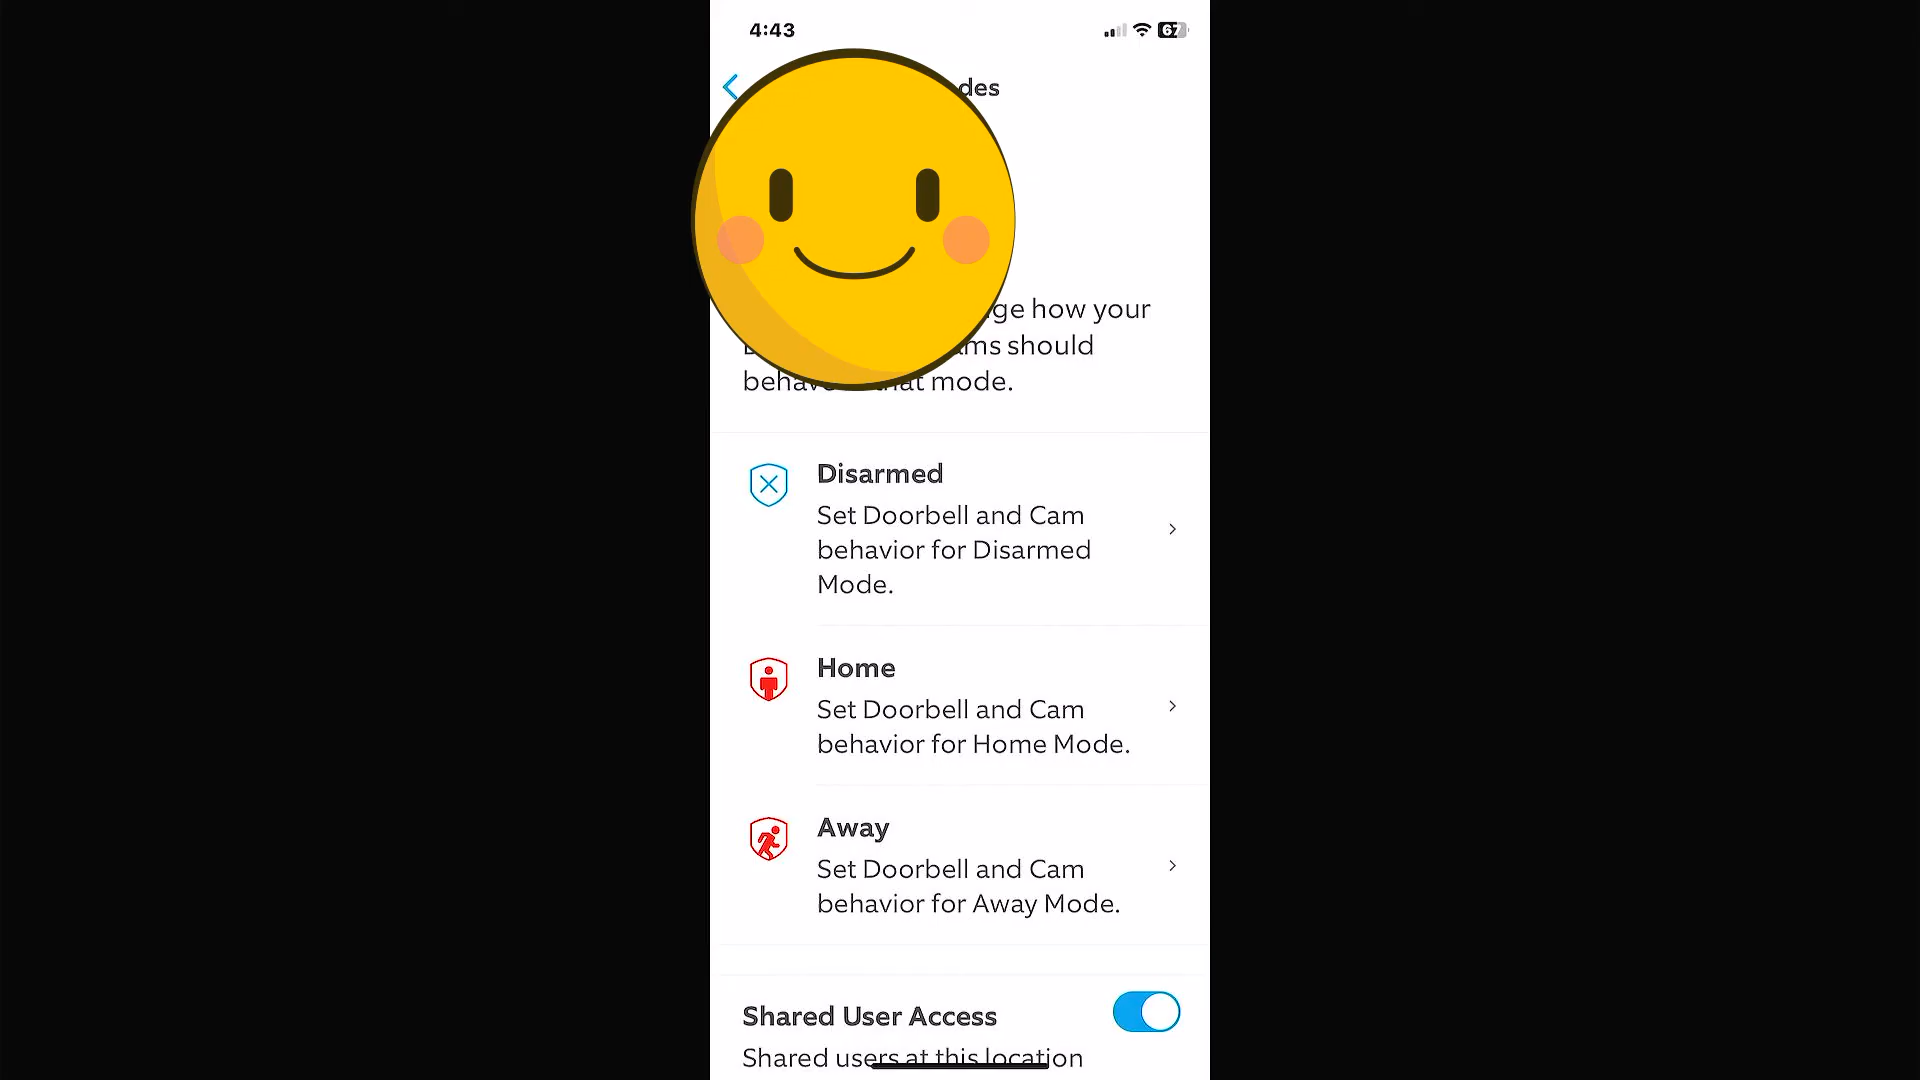 4:43
67
des
ge how your
ms should
mode.
Disarmed
Set Doorbell and Cam
behavior for Disarmed
Mode.
Home
Set Doorbell and Cam
behavior for Home Mode.
Away
Set Doorbell and Cam
behavior for Away Mode.
Shared User Access
Shared users at this location